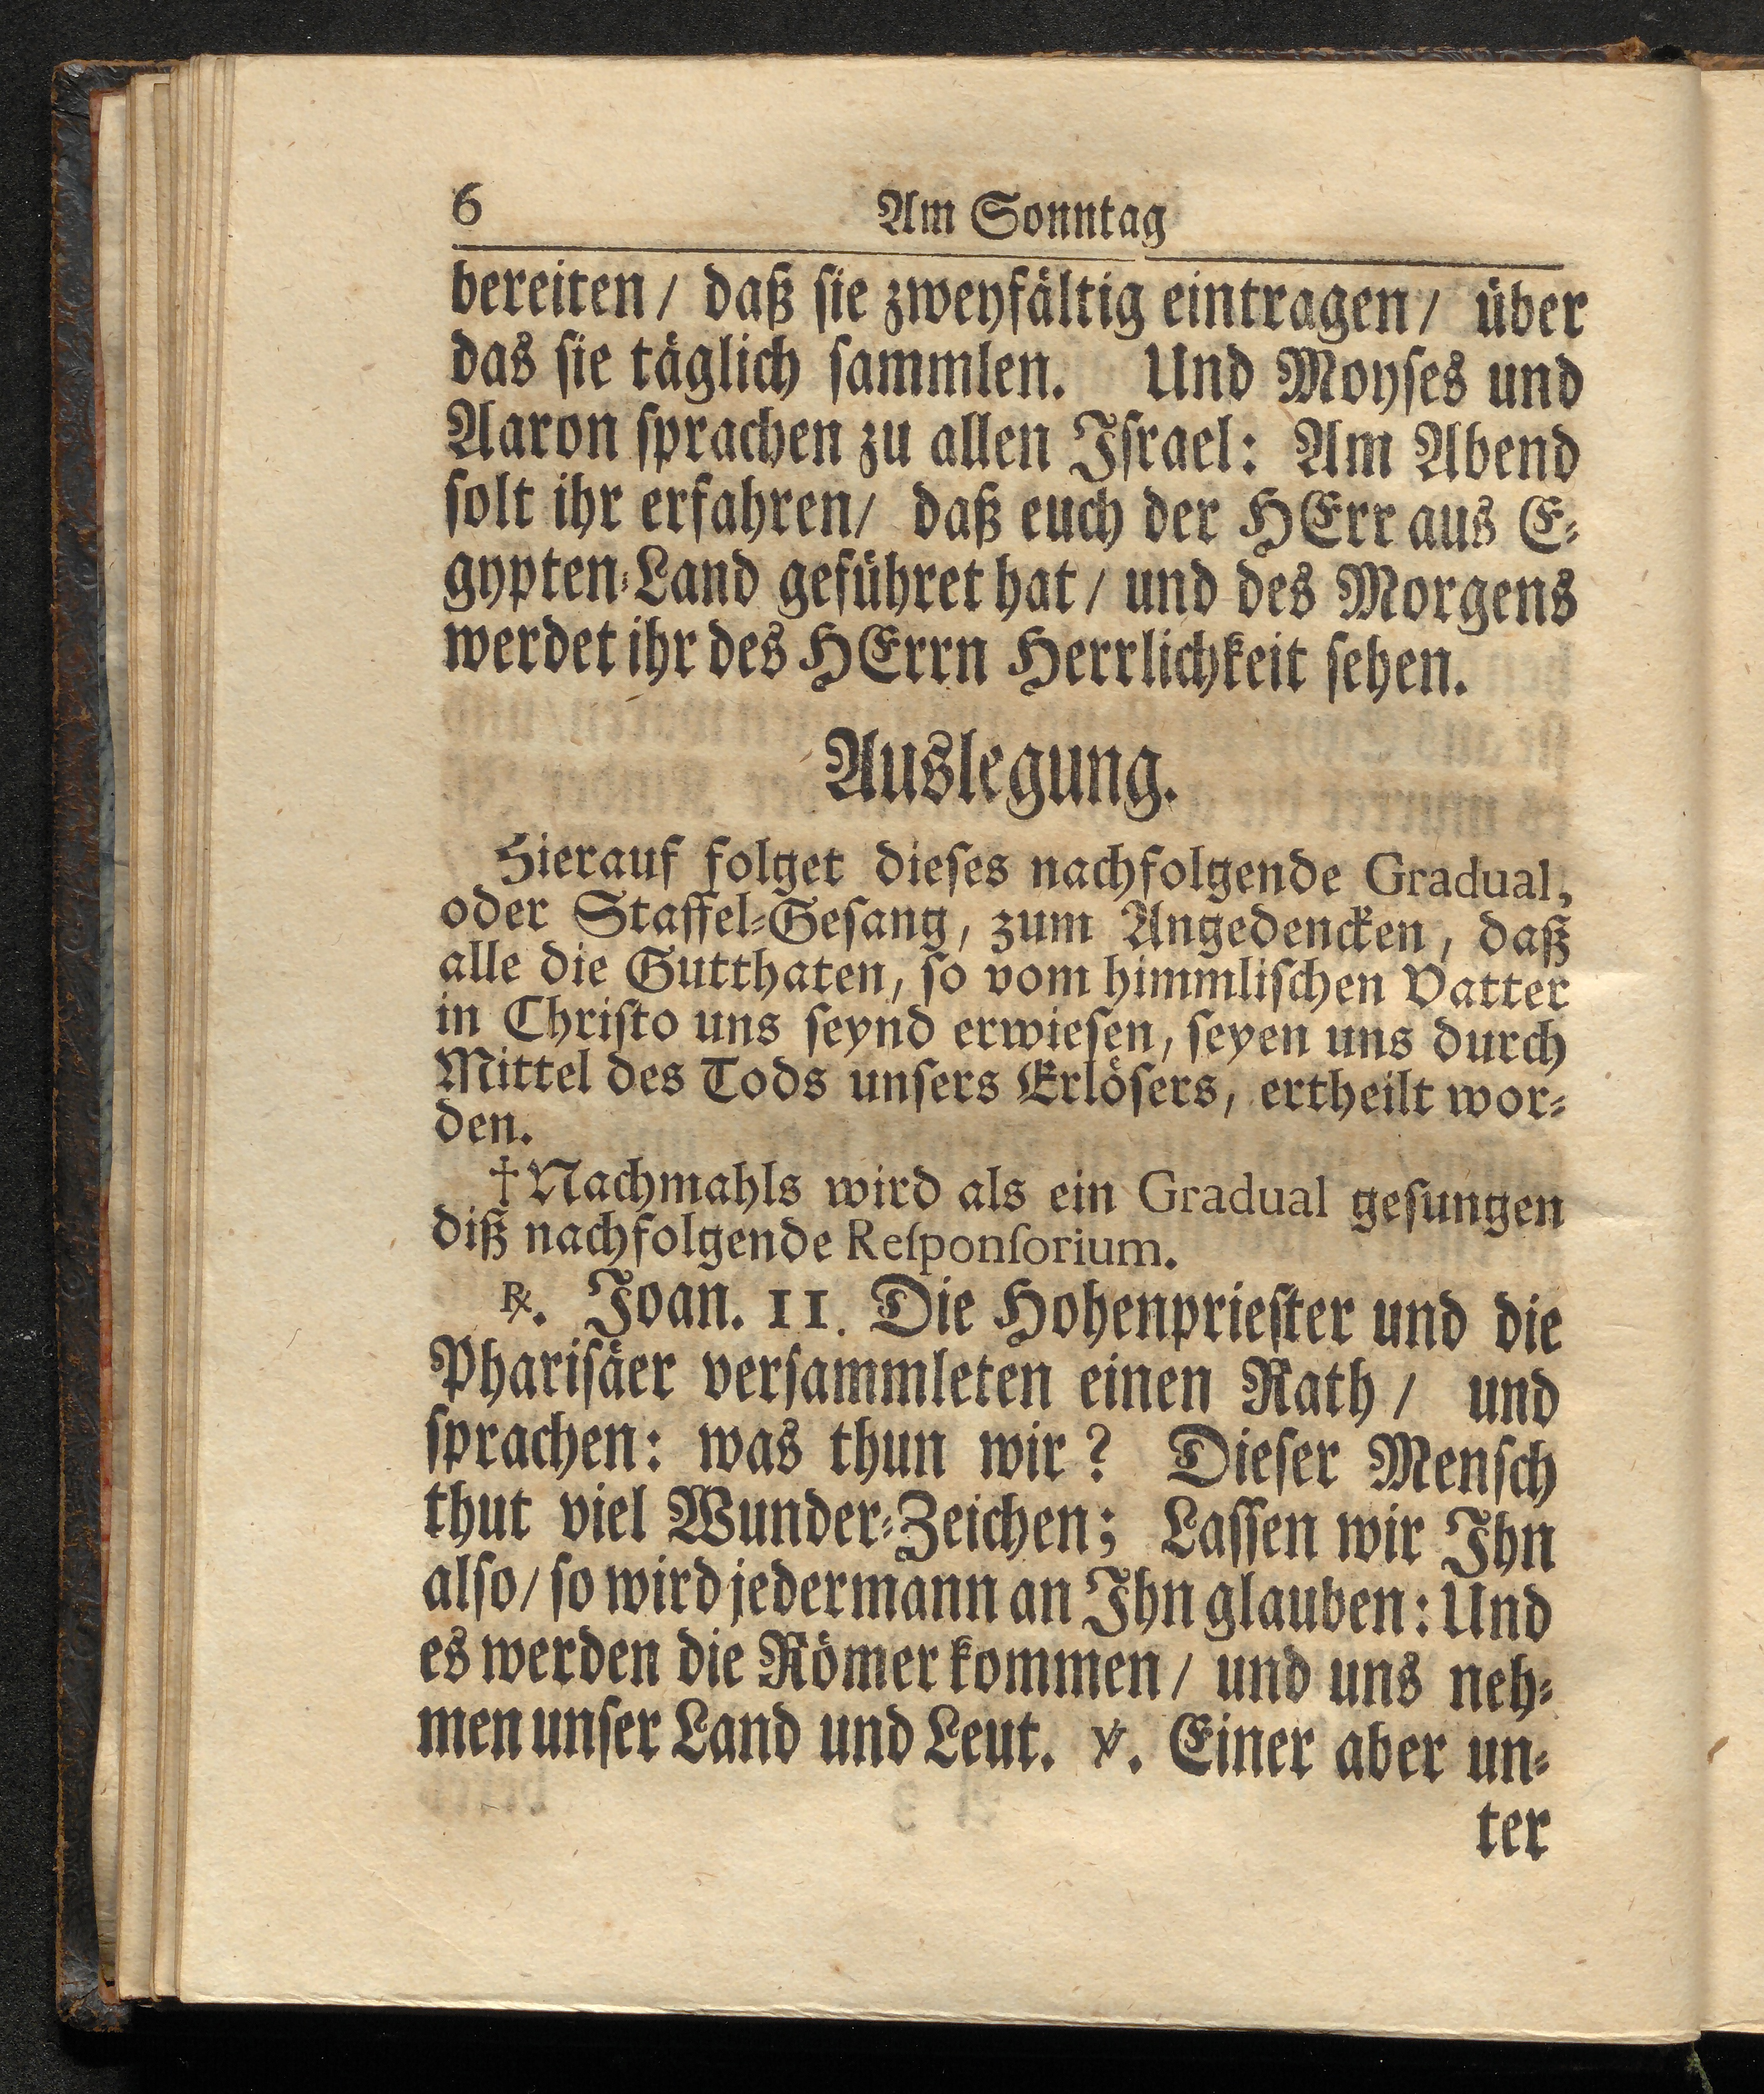 6 Am Sonntag
bereiten / daß ſie zweyfältig eintragen / über
das ſie täglich ſammlen. Und Moyſes und
Aaron ſprachen zu allen Iſrael: Am Abend
ſolt ihr erfahren / daß euch der HErr aus E⸗
gypten⸗Land geführet hat / und des Morgens
werdet ihr des HErrn Herrlichkeit ſehen.
Auslegung.
Hierauf folget dieſes nachfolgende Gradual,
oder Staffel⸗Geſang, zum Angedencken, daß
alle die Gutthaten, ſo vom himmliſchen Vatter
in Chriſto uns ſeynd erwieſen, ſeyen uns durch
Mittel des Tods unſers Erlöſers, ertheilt wor⸗
den.
† Nachmahls wird als ein Gradual geſungen
diß nachfolgende Reſponſorium.
℞. Joan. 11. Die Hohenprieſter und die
Phariſäer verſammleten einen Rath / und
ſprachen: was thun wir? Dieſer Menſch
thut viel Wunder⸗Zeichen; Laſſen wir Ihn
alſo / ſo wird jedermann an Ihn glauben: Und
es werden die Römer kommen / und uns neh⸗
men unſer Land und Leut. ℣. Einer aber un⸗
ter